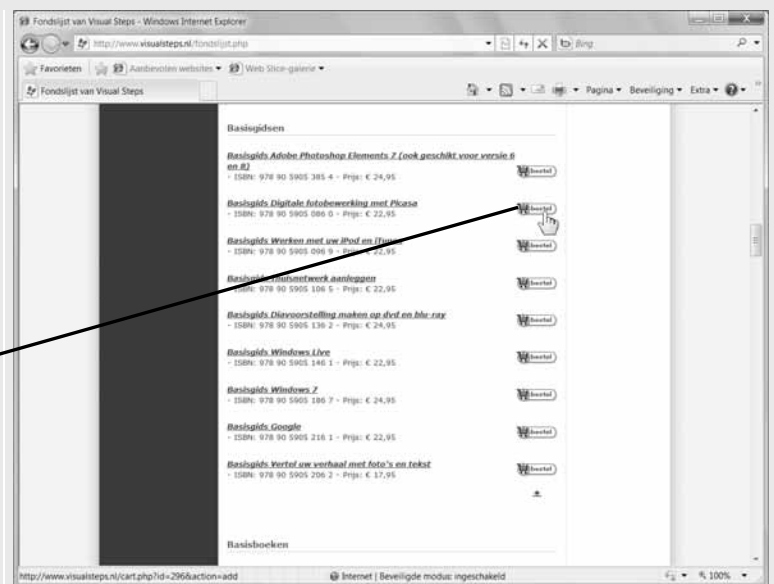 Fondslijst van Visual Steps - Windows Internet Explorer
http://www.visualsteps.nl/fondslijst.php
Bing
Favorieten Aanbevolen websites Web Slice-galerie
Fondslijst van Visual Steps
Pagina Beveiliging Extra
Basisgidsen
Basisgids Adobe Photoshop Elements 7 (ook geschikt voor versie 6
en 8)
- ISBN: 978 90 5905 385 4 - Prijs: € 24,95
bestel
Basisgids Digitale fotobewerking met Picasa
- ISBN: 978 90 5905 086 0 - Prijs: € 22,95
bestel
Basisgids Werken met uw iPod en iTunes
- ISBN: 978 90 5905 096 9 - Prijs: € 22,95
bestel
Basisgids Thuisnetwerk aanleggen
- ISBN: 978 90 5905 106 5 - Prijs: € 22,95
bestel
Basisgids Diavoorstelling maken op dvd en blu-ray
- ISBN: 978 90 5905 136 2 - Prijs: € 24,95
bestel
Basisgids Windows Live
- ISBN: 978 90 5905 146 1 - Prijs: € 22,95
bestel
Basisgids Windows 7
- ISBN: 978 90 5905 186 7 - Prijs: € 24,95
bestel
Basisgids Google
- ISBN: 978 90 5905 216 1 - Prijs: € 22,95
bestel
Basisgids Vertel uw verhaal met foto's en tekst
- ISBN: 978 90 5905 206 2 - Prijs: € 17,95
bestel
Basisboeken
http://www.visualsteps.nl/cart.php?id=296&action=add Internet | Beveiligde modus: ingeschakeld 100%